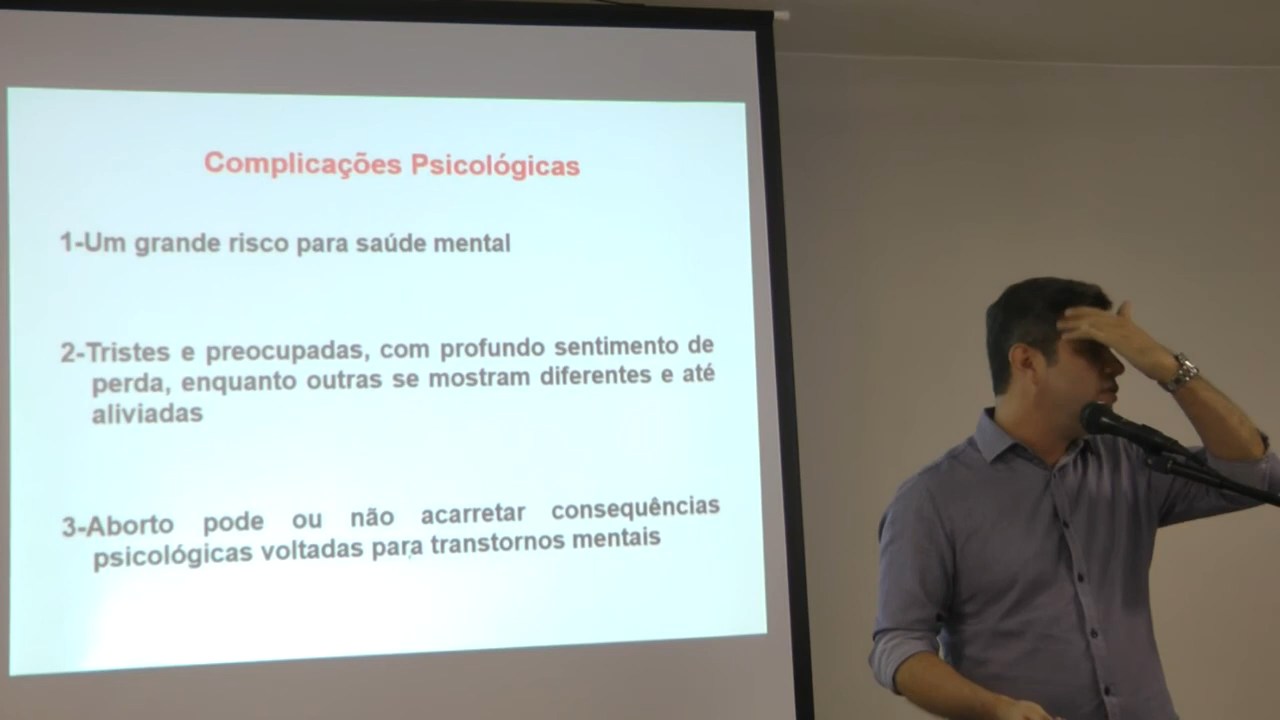 Complicações Psicológicas
1-Um grande risco para saúde mental
2-Tristes e preocupadas, com profundo sentimento de
perda, enquanto outras se mostram diferentes e até
aliviadas
3-Aborto pode ou não acarretar consequências
psicológicas voltadas para transtornos mentais